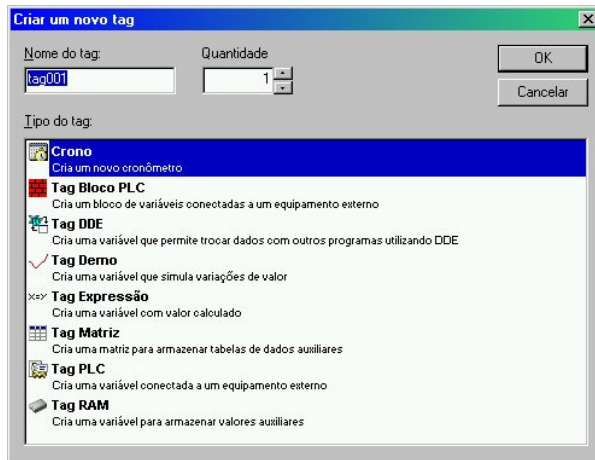 Criar um novo tag
Nome do tag:
Quantidade
OK
tag001
1
Cancelar
Tipo do tag:
Crono
Cria um novo cronômetro
Tag Bloco PLC
Cria um bloco de variáveis conectadas a um equipamento externo
Tag DDE
Cria uma variável que permite trocar dados com outros programas utilizando DDE
Tag Demo
Cria uma variável que simula variações de valor
x=y Tag Expressão
Cria uma variável com valor calculado
Tag Matriz
Cria uma matriz para armazenar tabelas de dados auxiliares
Tag PLC
Cria uma variável conectada a um equipamento externo
Tag RAM
Cria uma variável para armazenar valores auxiliares